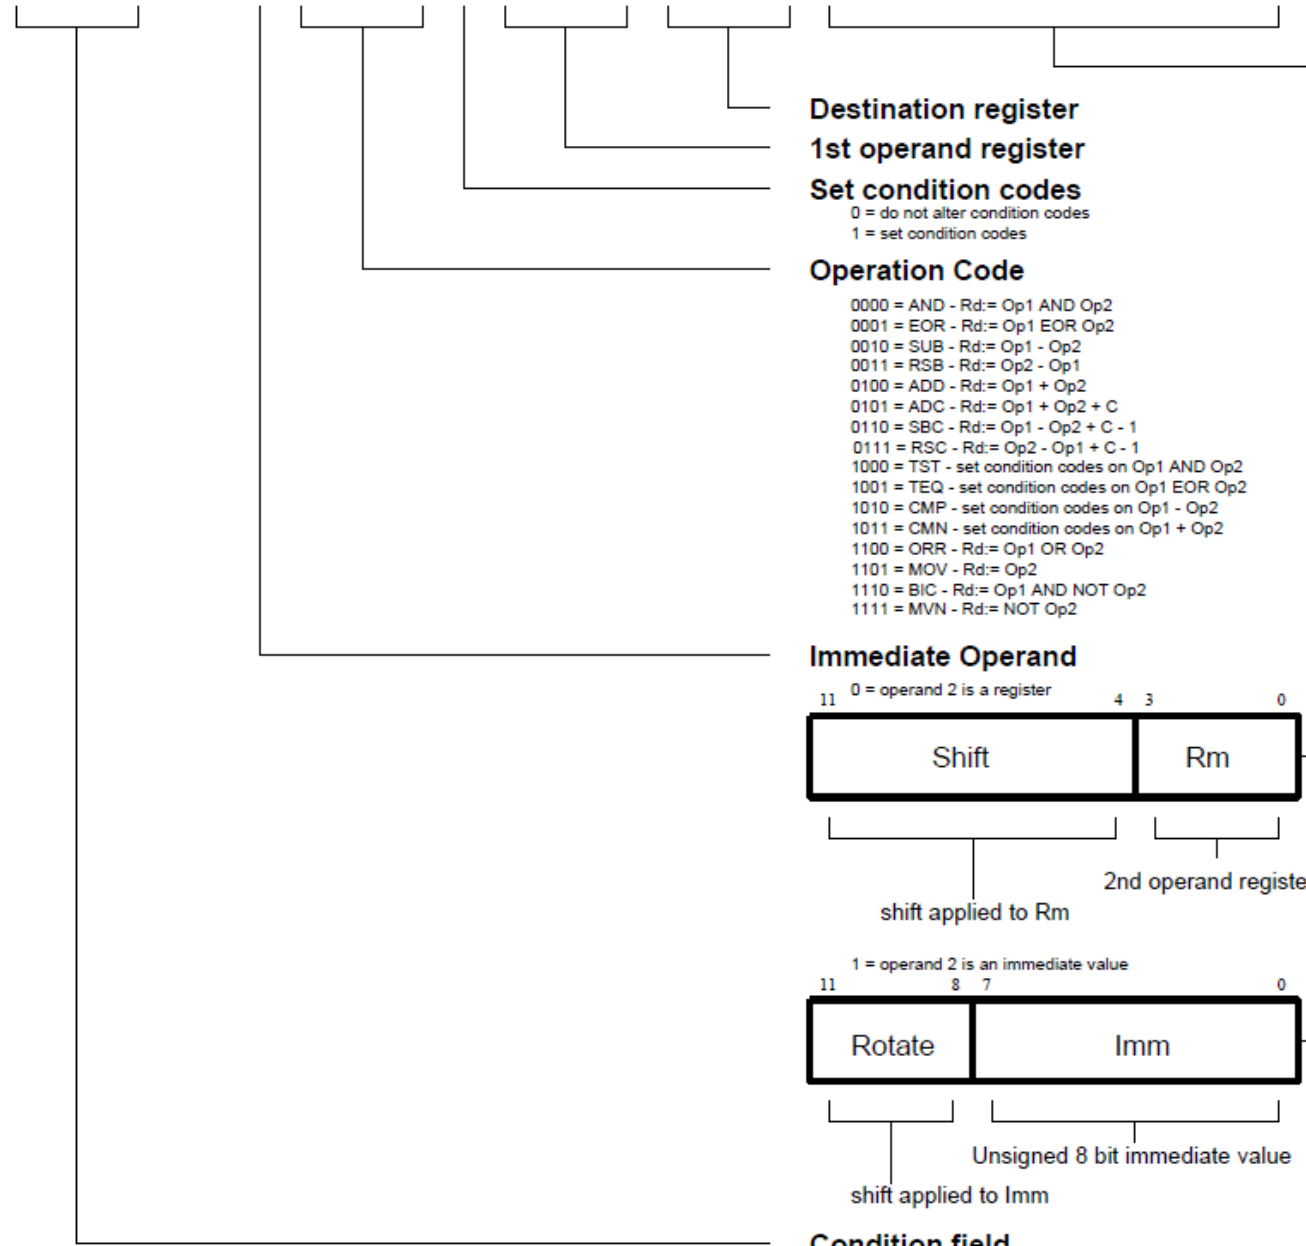 Destination register
1st operand register
Set condition codes
0 = do not alter condition codes
1 = set condition codes
Operation Code
0000 = AND - Rd:= Op1 AND Op2
0001 = EOR - Rd:= Op1 EOR Op2
0010 = SUB - Rd:= Op1 - Op2
0011 = RSB - Rd:= Op2 - Op1
0100 = ADD - Rd:= Op1 + Op2
0101 = ADC - Rd:= Op1 + Op2 + C
0110 = SBC - Rd:= Op1 - Op2 + C - 1
0111 = RSC - Rd:= Op2 - Op1 + C - 1
1000 = TST - set condition codes on Op1 AND Op2
1001 = TEQ - set condition codes on Op1 EOR Op2
1010 = CMP - set condition codes on Op1 - Op2
1011 = CMN - set condition codes on Op1 + Op2
1100 = ORR - Rd:= Op1 OR Op2
1101 = MOV - Rd:= Op2
1110 = BIC - Rd:= Op1 AND NOT Op2
1111 = MVN - Rd:= NOT Op2
Immediate Operand
0 = operand 2 is a register
11 4 3 0
Shift Rm
2nd operand registe
shift applied to Rm
1 = operand 2 is an immediate value
11 8 7 0
Rotate Imm
Unsigned 8 bit immediate value
shift applied to Imm
Condition field